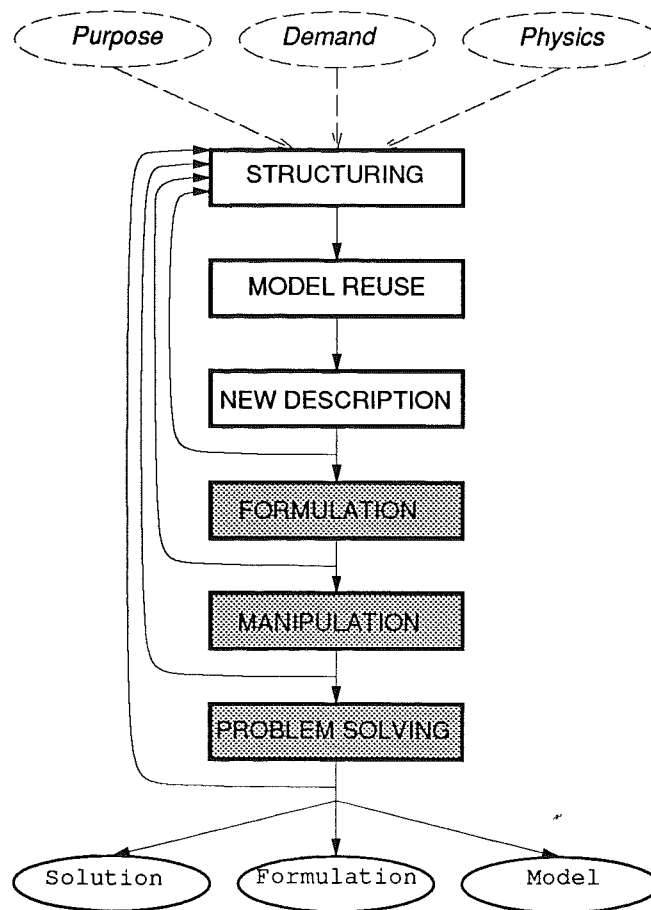 Purpose Demand Physics
STRUCTURING
MODEL REUSE
NEW DESCRIPTION
FORMULATION
MANIPULATION
PROBLEM SOLVING
Solution Formulation Model